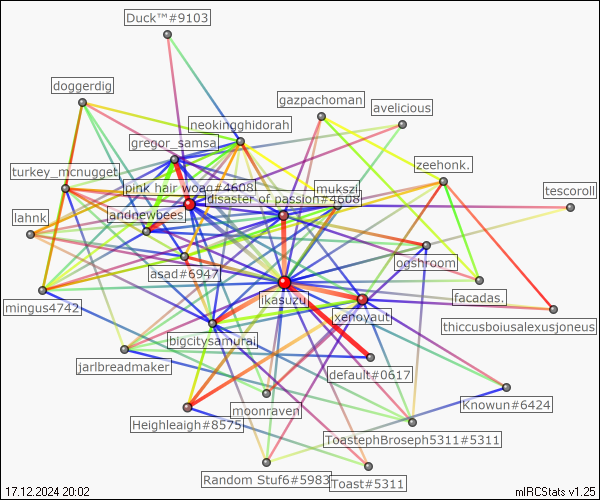 Duck™#9103
doggerdig
gazpachoman
avelicious
neokingghidorah
gregor_samsa
zeehonk.
turkey_mcnugget
pink hair woan#4608
mukszi
disaster of passion#4608
tescoroll
lahnk
andnewbees
ogshroom
asad#6947
mingus4742
ikasuzu
facadas.
xenoyaut
thiccusboiusalexusjoneus
bigcitysamurai
jarlbreadmaker
default#0617
Knowun#6424
moonraven
Heighleaigh#8575
ToastephBroseph5311#5311
Random Stuf6#5983
Toast#5311
17.12.2024 20:02
mIRCStats v1.25